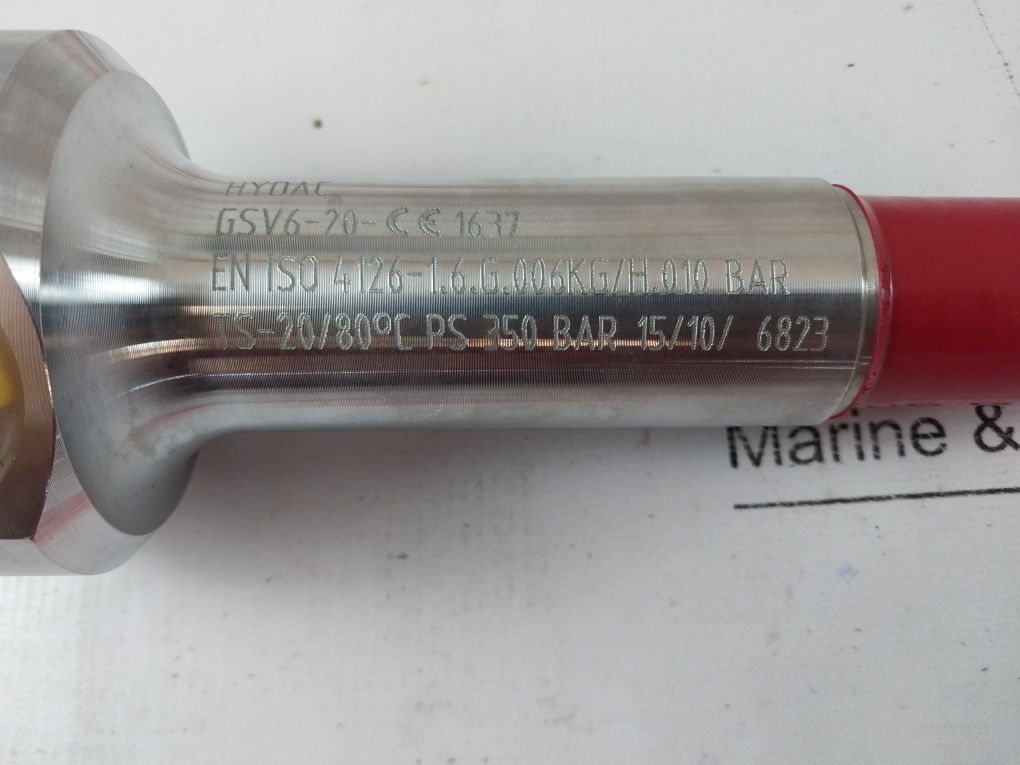 HYDAC
GSV6-20-CE 1637
EN ISO 4126-1.6.G.006KG/H.010 BAR
TS-20/80ºC PS 350 BAR 15/10/ 6823
Marine &